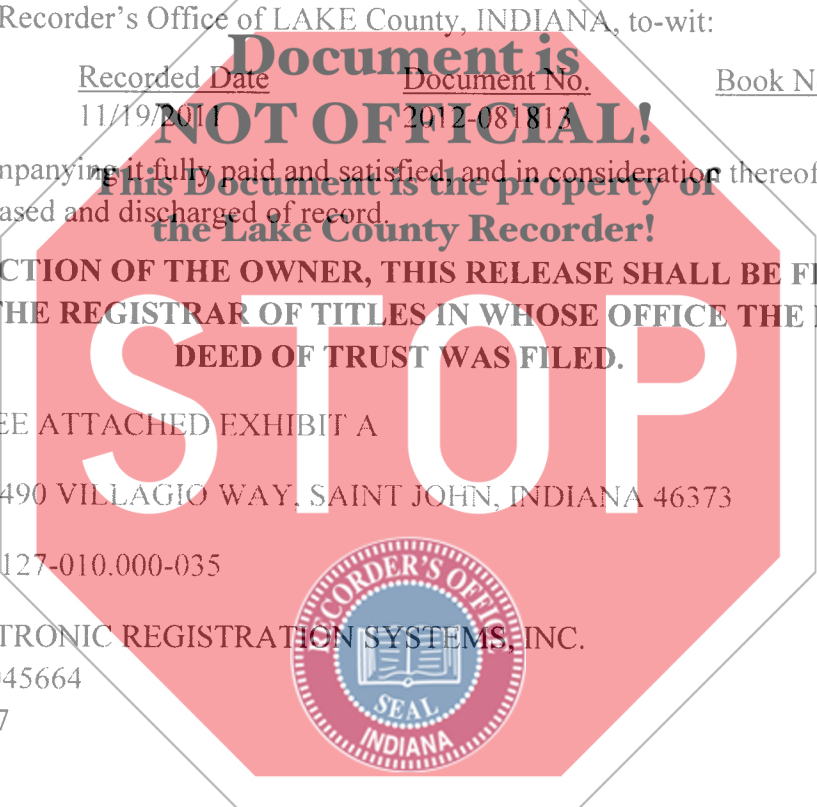 Recorder's Office of LAKE County, INDIANA, to-wit:
Document is
Recorded Date Document No. Book N
11/19/2011 2012-081813
NOT OFFICIAL!
mpanying it fully paid and satisfied, and in consideration thereof
This Document is the property of
ased and discharged of record.
the Lake County Recorder!
CTION OF THE OWNER, THIS RELEASE SHALL BE FI
THE REGISTRAR OF TITLES IN WHOSE OFFICE THE
DEED OF TRUST WAS FILED.
STOP
EE ATTACHED EXHIBIT A
490 VILLAGIO WAY, SAINT JOHN, INDIANA 46373
127-010.000-035
TRONIC REGISTRATION SYSTEMS, INC.
045664
7
RECORDER'S OFFICE
SEAL
INDIANA